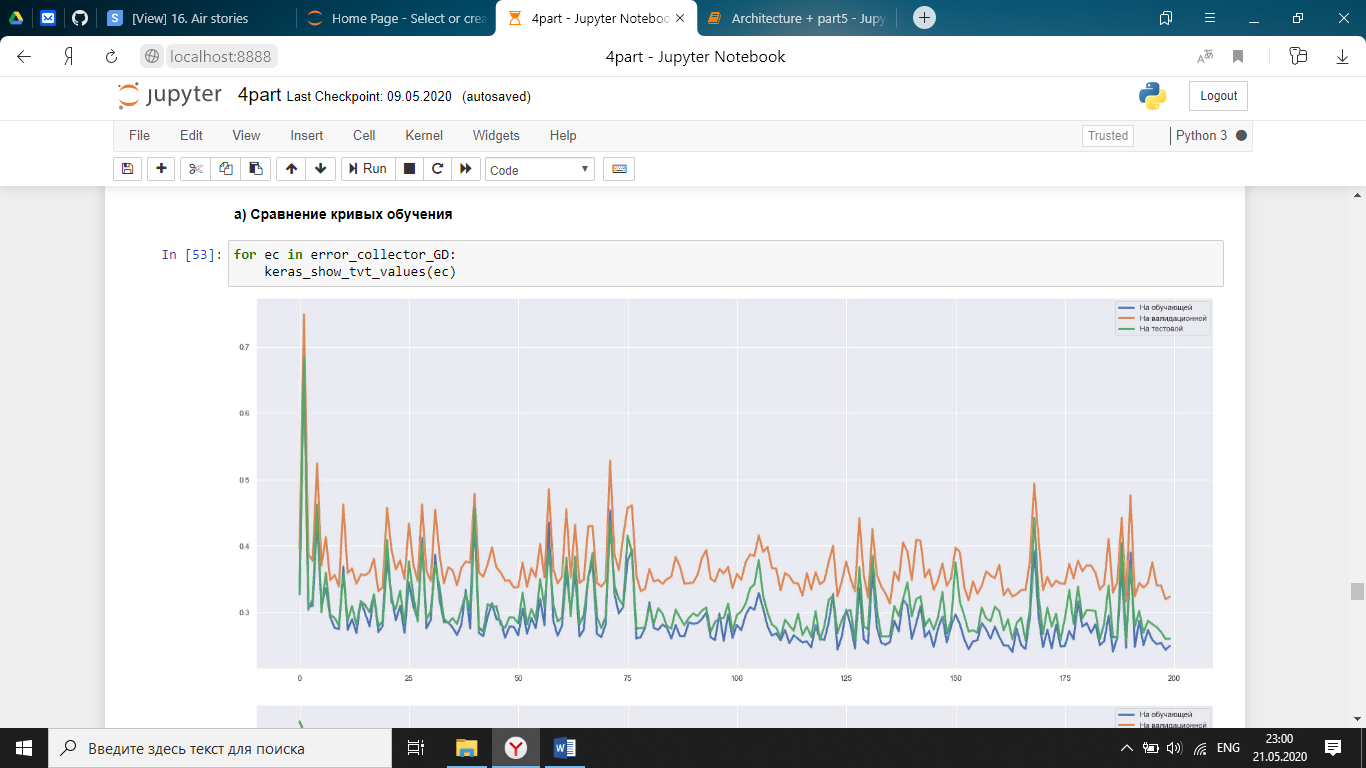 [View] 16. Air stories
Home Page - Select or crea
4part - Jupyter Noteboo
Architecture + part5 - Jupy
localhost:8888
4part - Jupyter Notebook
jupyter 4part Last Checkpoint: 09.05.2020 (autosaved)
Logout
File Edit View Insert Cell Kernel Widgets Help
Trusted
Python 3
Run
Code
а) Сравнение кривых обучения
In [53]:
for ec in error_collector_GD:
    keras_show_tvt_values(ec)
На обучающей
На валидационной
На тестовой
0.7
0.6
0.5
0.4
0.3
0 25 50 75 100 125 150 175 200
На обучающей
На валидационной
Введите здесь текст для поиска
ENG
23:00
21.05.2020